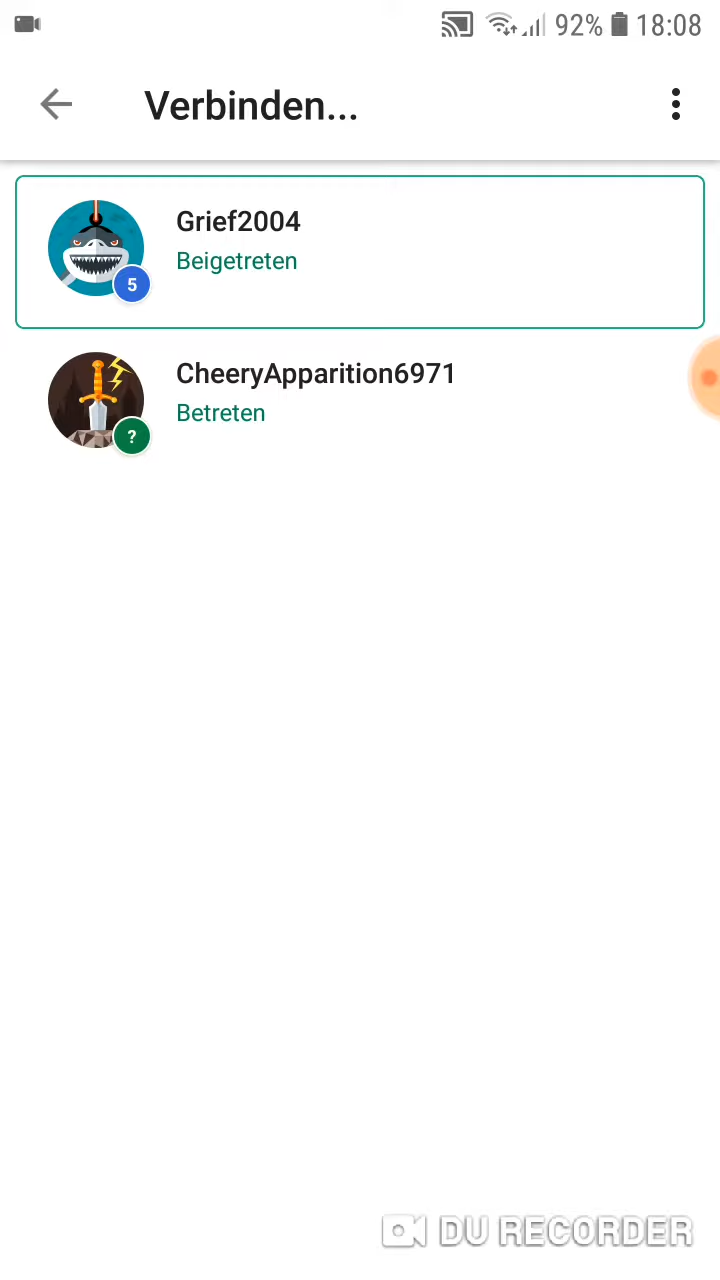 92% 18:08
Verbinden...
Grief2004
Beigetreten
5
CheeryApparition6971
Betreten
?
DU RECORDER